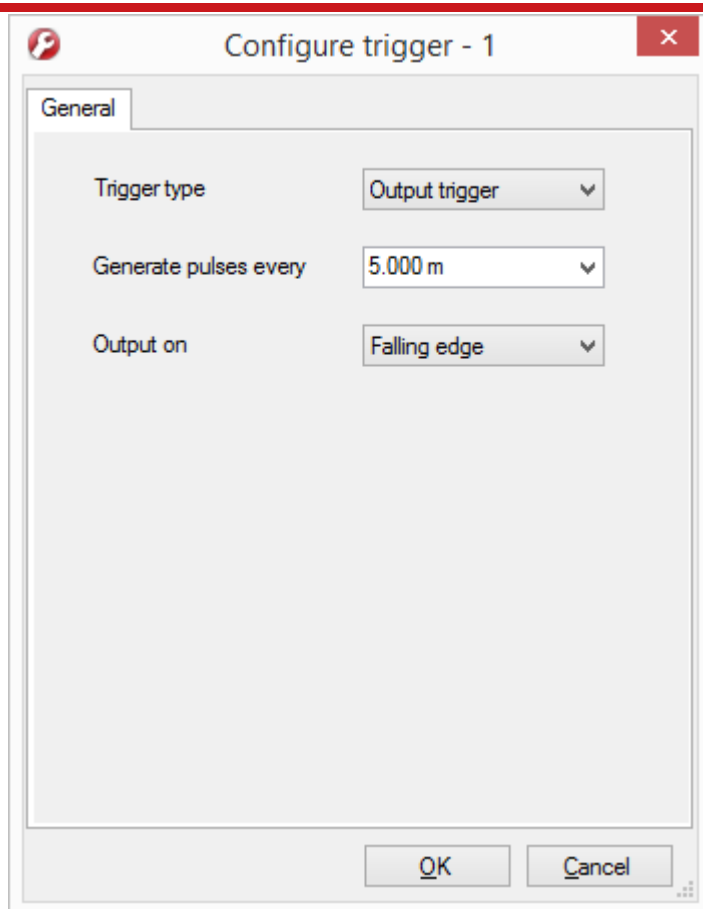 Configure trigger - 1
General
Trigger type Output trigger
Generate pulses every 5.000 m
Output on Falling edge
OK Cancel